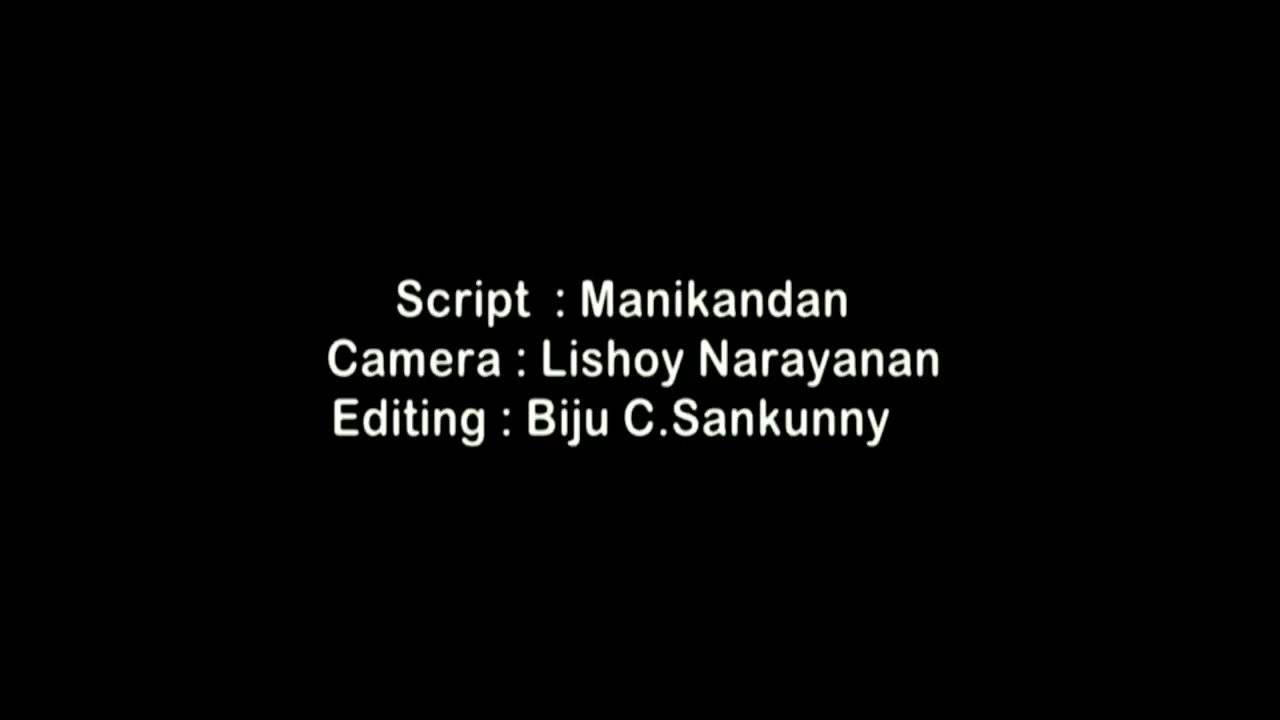 Script : Manikandan
Camera : Lishoy Narayanan
Editing : Biju C.Sankunny